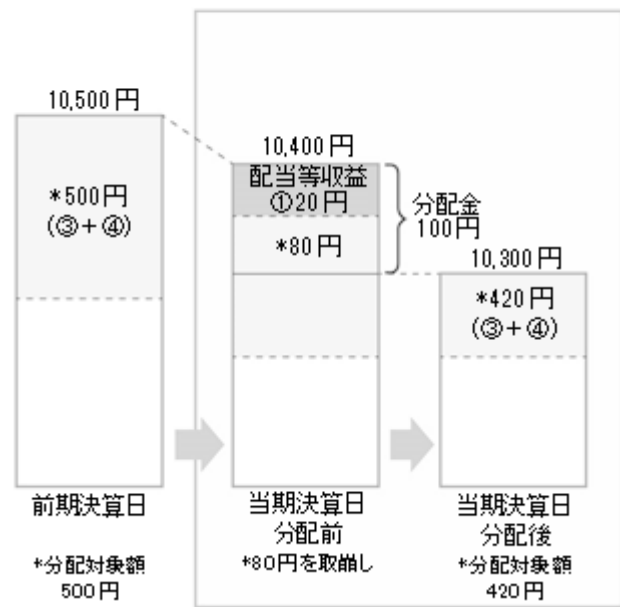 10,500円
*500円
(③+④)
前期決算日
*分配対象額
500円
10,400円
配当等収益
①20円
*80円
分配金
100円
当期決算日
分配前
*80円を取崩し
10,300円
*420円
(③+④)
当期決算日
分配後
*分配対象額
420円